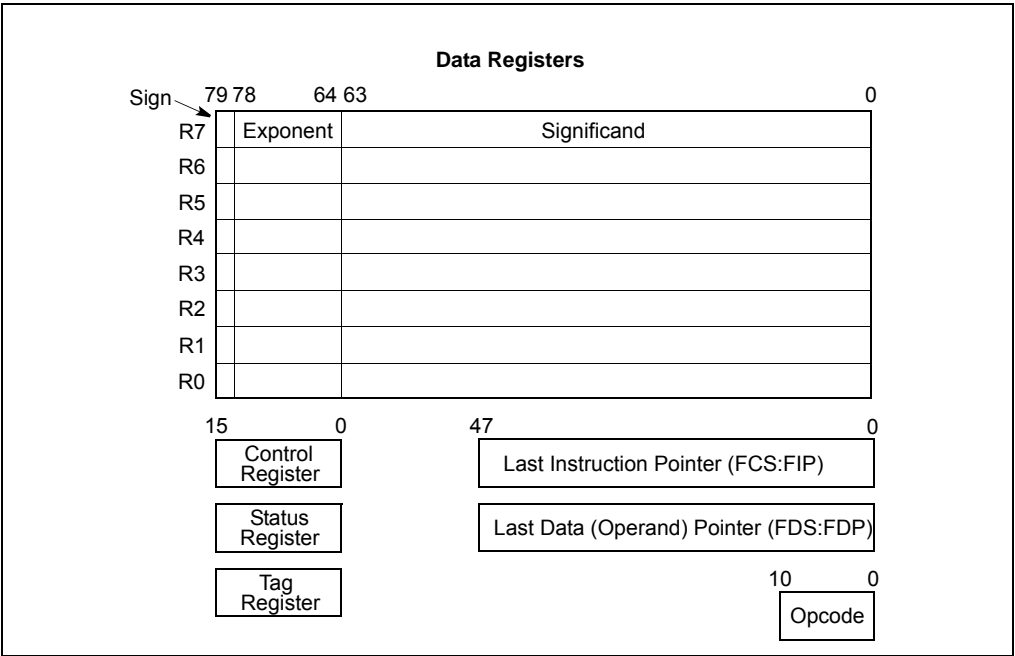 Data Registers
Sign 79 78 64 63 0
R7 Exponent Significand
R6
R5
R4
R3
R2
R1
R0
15 0 47 0
Control
Register
Last Instruction Pointer (FCS:FIP)
Status
Register
Last Data (Operand) Pointer (FDS:FDP)
Tag
Register
10 0
Opcode